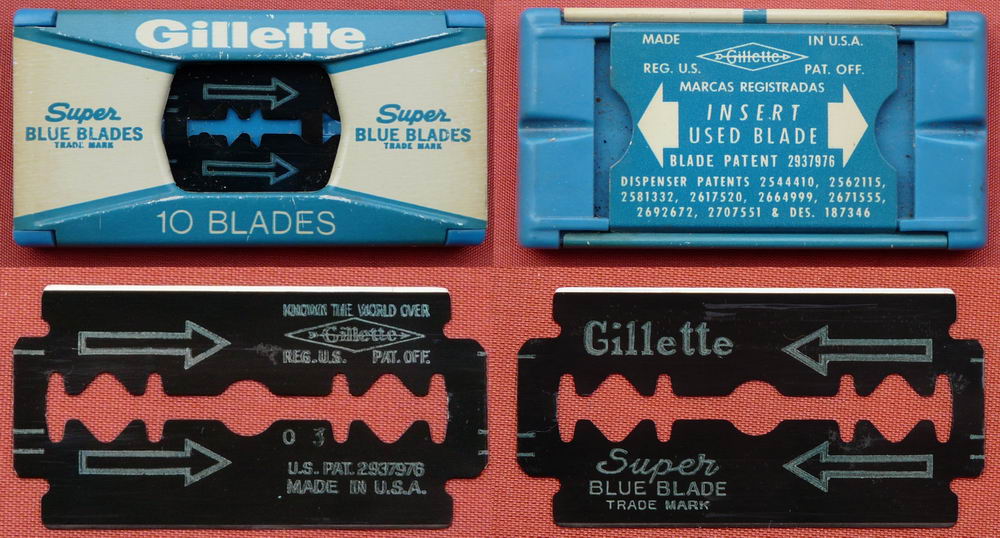 Gillette
Super
BLUE BLADES
TRADE MARK
Super
BLUE BLADES
TRADE MARK
10 BLADES
MADE IN U.S.A.
Gillette
REG. U.S. PAT. OFF.
MARCAS REGISTRADAS
INSERT
USED BLADE
BLADE PATENT 2937976
DISPENSER PATENTS 2544410, 2562115,
2581332, 2617520, 2664999, 2671555,
2692672, 2707551 & DES. 187346
KNOWN THE WORLD OVER
Gillette
REG. U.S. PAT. OFF.
O 3
U.S. PAT. 2937976
MADE IN U.S.A.
Gillette
Super
BLUE BLADE
TRADE MARK